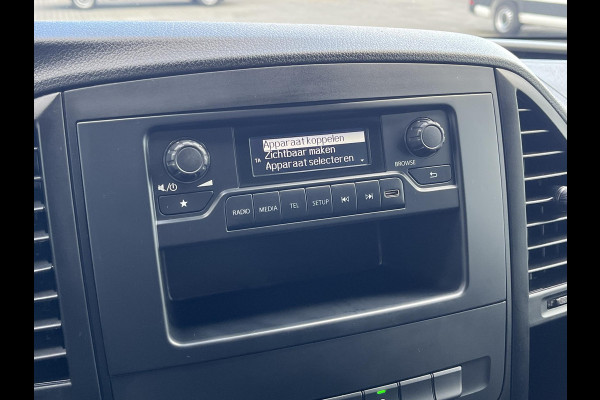 Apparaat koppelen
Zichtbaar maken
Apparaat selecteren
BROWSE
RADIO MEDIA TEL SETUP